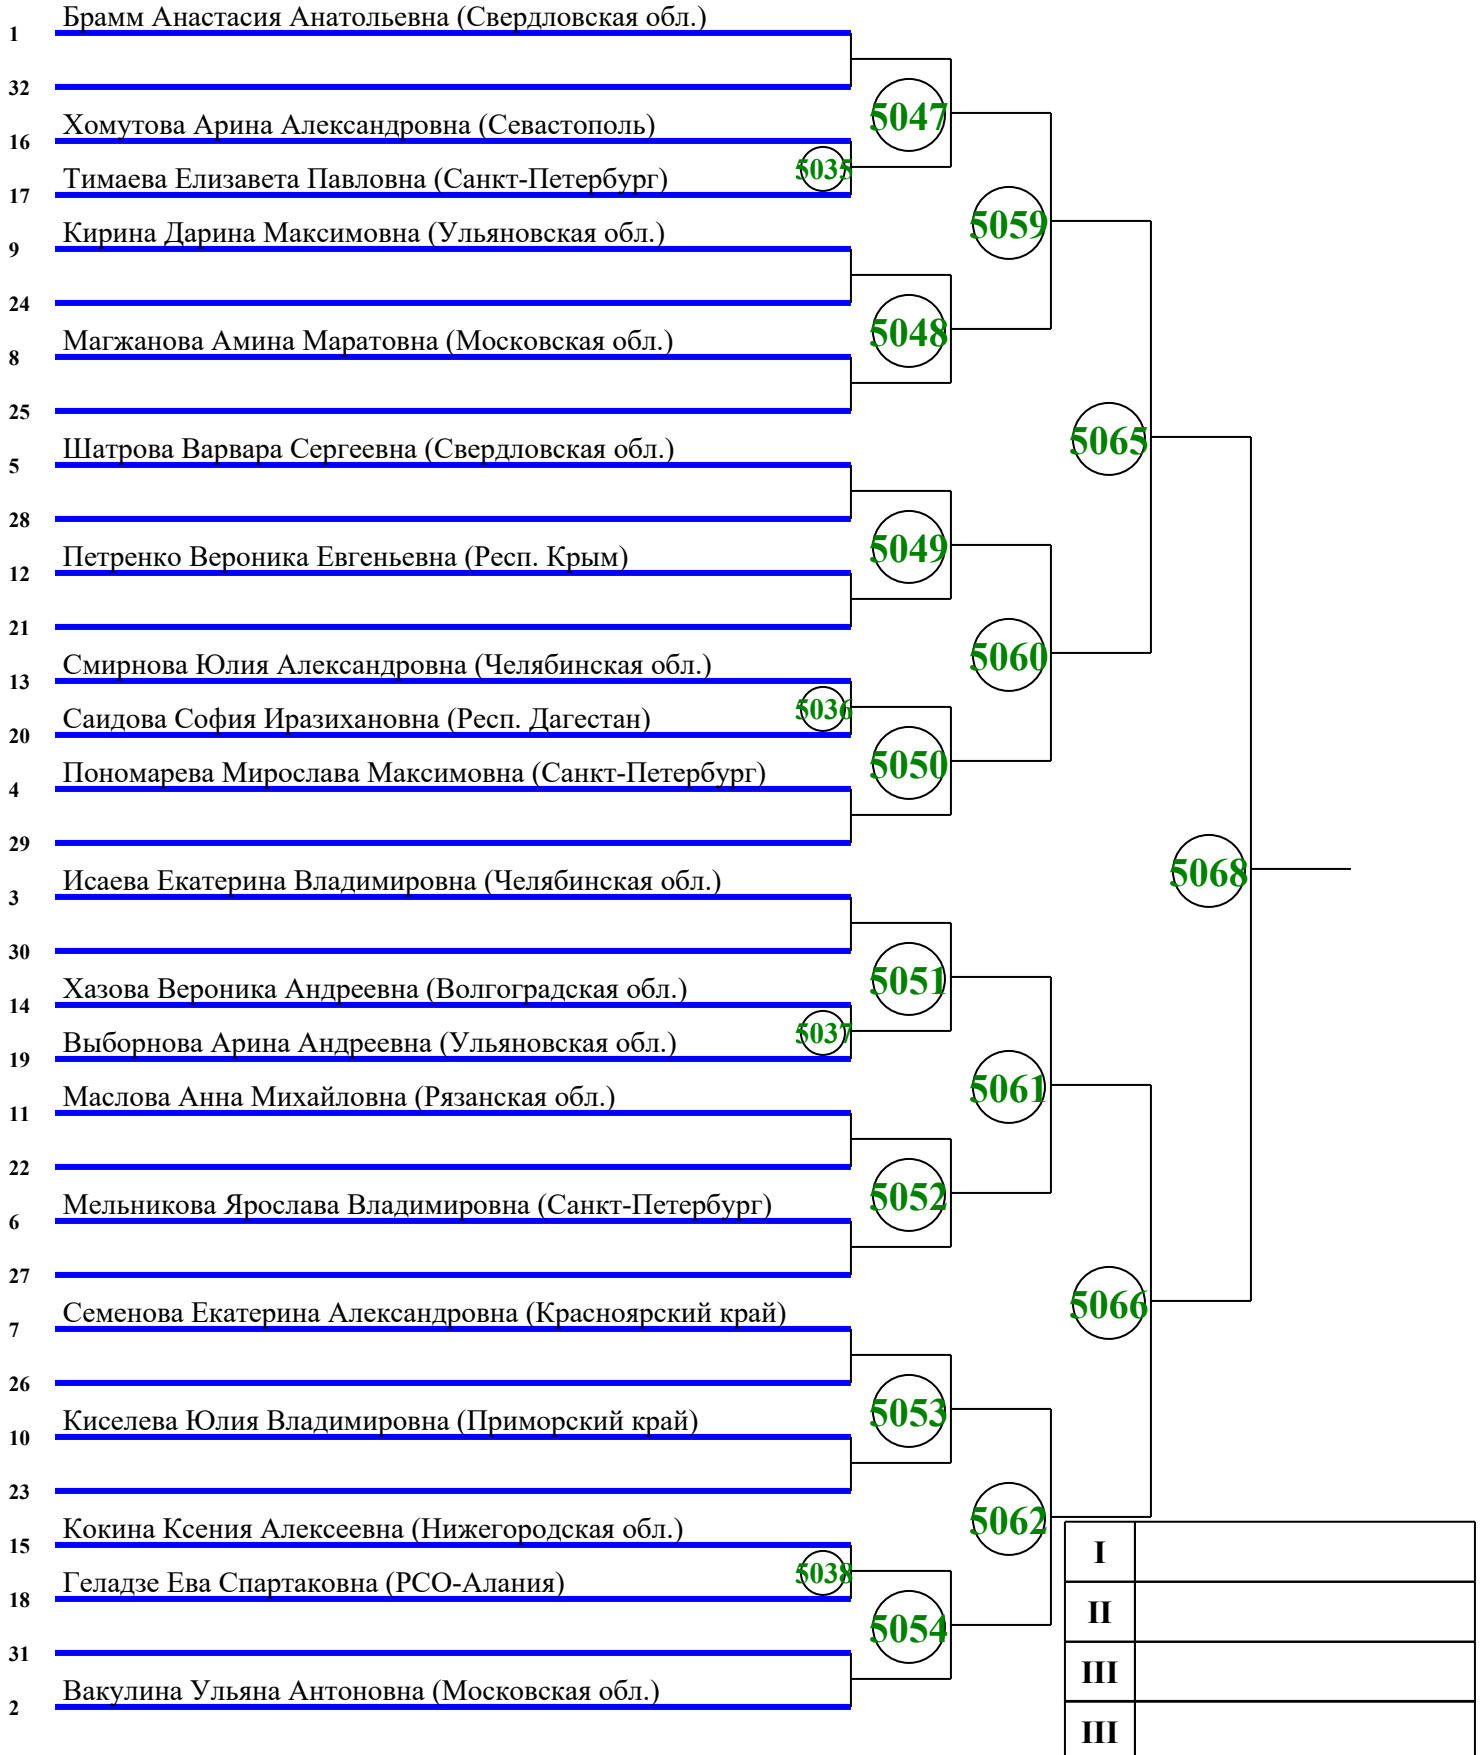 Брамм Анастасия Анатольевна (Свердловская обл.)
1
32
5047
Хомутова Арина Александровна (Севастополь)
16
5035
Тимаева Елизавета Павловна (Санкт-Петербург)
17
5059
Кирина Дарина Максимовна (Ульяновская обл.)
9
24
5048
Магжанова Амина Маратовна (Московская обл.)
8
25
5065
Шатрова Варвара Сергеевна (Свердловская обл.)
5
28
5049
Петренко Вероника Евгеньевна (Респ. Крым)
12
21
5060
Смирнова Юлия Александровна (Челябинская обл.)
13
5036
Саидова София Иразихановна (Респ. Дагестан)
20
5050
Пономарева Мирослава Максимовна (Санкт-Петербург)
4
29
5068
Исаева Екатерина Владимировна (Челябинская обл.)
3
30
5051
Хазова Вероника Андреевна (Волгоградская обл.)
14
5037
Выборнова Арина Андреевна (Ульяновская обл.)
19
5061
Маслова Анна Михайловна (Рязанская обл.)
11
22
5052
Мельникова Ярослава Владимировна (Санкт-Петербург)
6
27
5066
Семенова Екатерина Александровна (Красноярский край)
7
26
5053
Киселева Юлия Владимировна (Приморский край)
10
23
5062
Кокина Ксения Алексеевна (Нижегородская обл.)
15
5038
Геладзе Ева Спартаковна (РСО-Алания)
18
5054
31
Вакулина Ульяна Антоновна (Московская обл.)
2
I
II
III
III